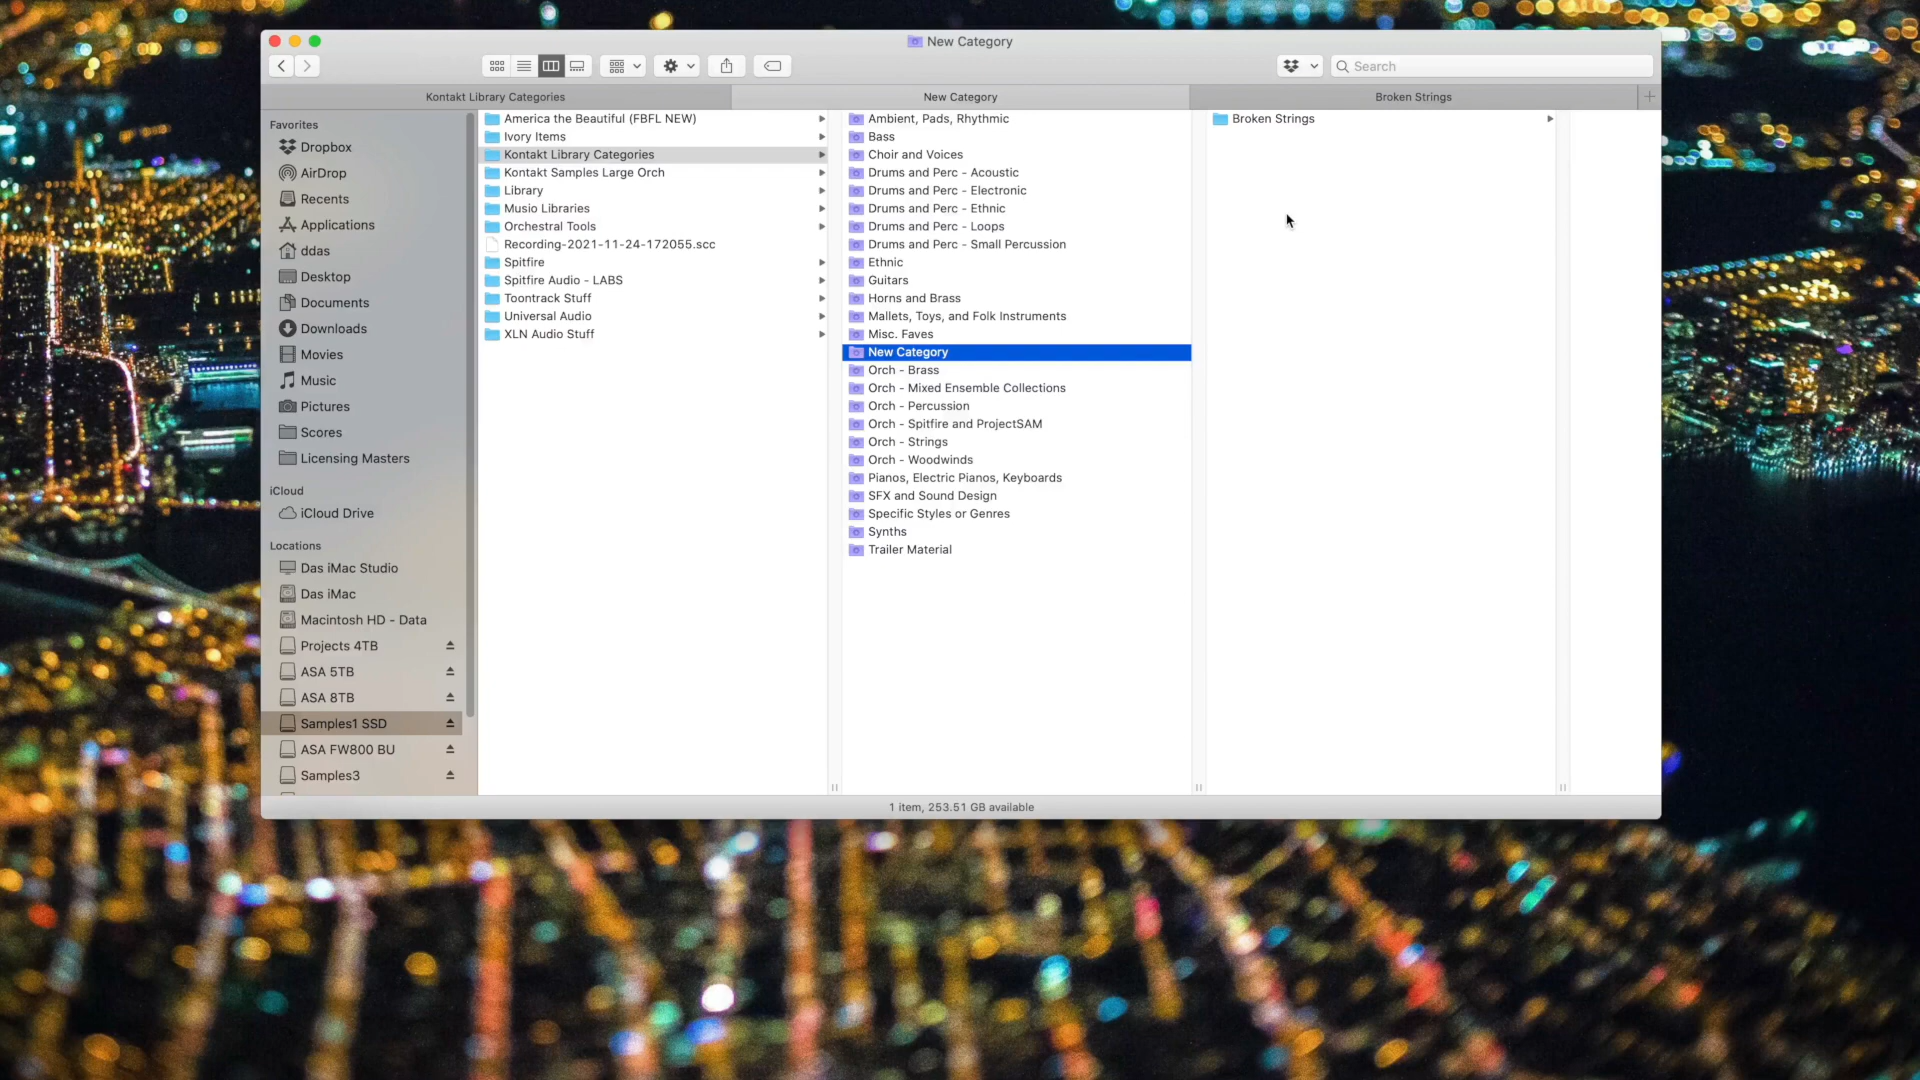 New Category
Search
Kontakt Library Categories
New Category
Broken Strings
Favorites
Dropbox
AirDrop
Recents
Applications
ddas
Desktop
Documents
Downloads
Movies
Music
Pictures
Scores
Licensing Masters
iCloud
iCloud Drive
Locations
Das iMac Studio
Das iMac
Macintosh HD - Data
Projects 4TB
ASA 5TB
ASA 8TB
Samples1 SSD
ASA FW800 BU
Samples3
America the Beautiful (FBFL NEW)
Ivory Items
Kontakt Library Categories
Kontakt Samples Large Orch
Library
Musio Libraries
Orchestral Tools
Recording-2021-11-24-172055.scc
Spitfire
Spitfire Audio - LABS
Toontrack Stuff
Universal Audio
XLN Audio Stuff
Ambient, Pads, Rhythmic
Bass
Choir and Voices
Drums and Perc - Acoustic
Drums and Perc - Electronic
Drums and Perc - Ethnic
Drums and Perc - Loops
Drums and Perc - Small Percussion
Ethnic
Guitars
Horns and Brass
Mallets, Toys, and Folk Instruments
Misc. Faves
New Category
Orch - Brass
Orch - Mixed Ensemble Collections
Orch - Percussion
Orch - Spitfire and ProjectSAM
Orch - Strings
Orch - Woodwinds
Pianos, Electric Pianos, Keyboards
SFX and Sound Design
Specific Styles or Genres
Synths
Trailer Material
Broken Strings
1 item, 253.51 GB available